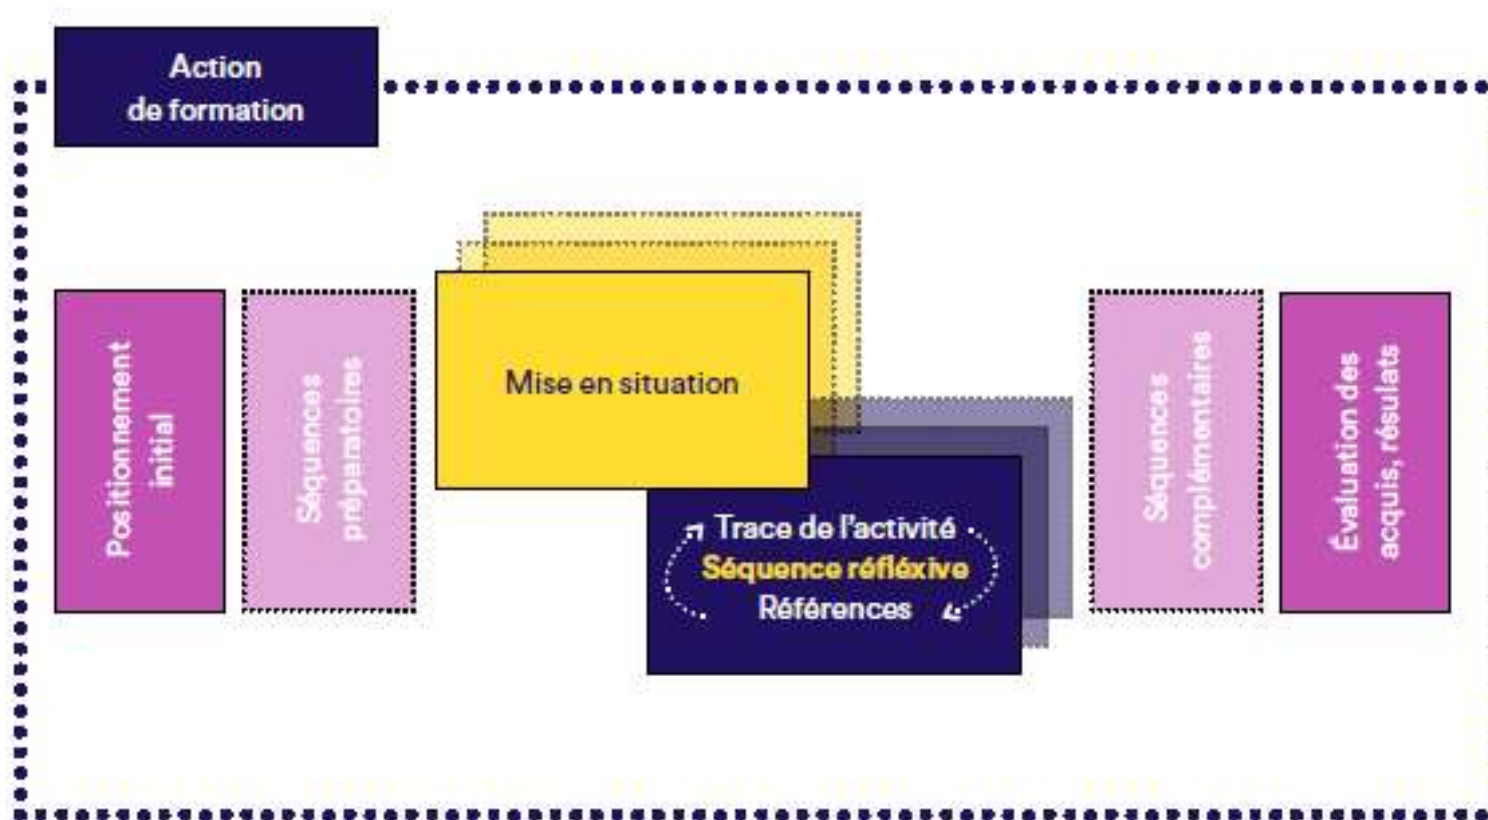 Action
de formation
Positionnement
initial
Séquences
préparatoires
Mise en situation
Trace de l'activité
Séquence réfléxive
Références
Séquences
complémentaires
Évaluation des
acquis, résulats